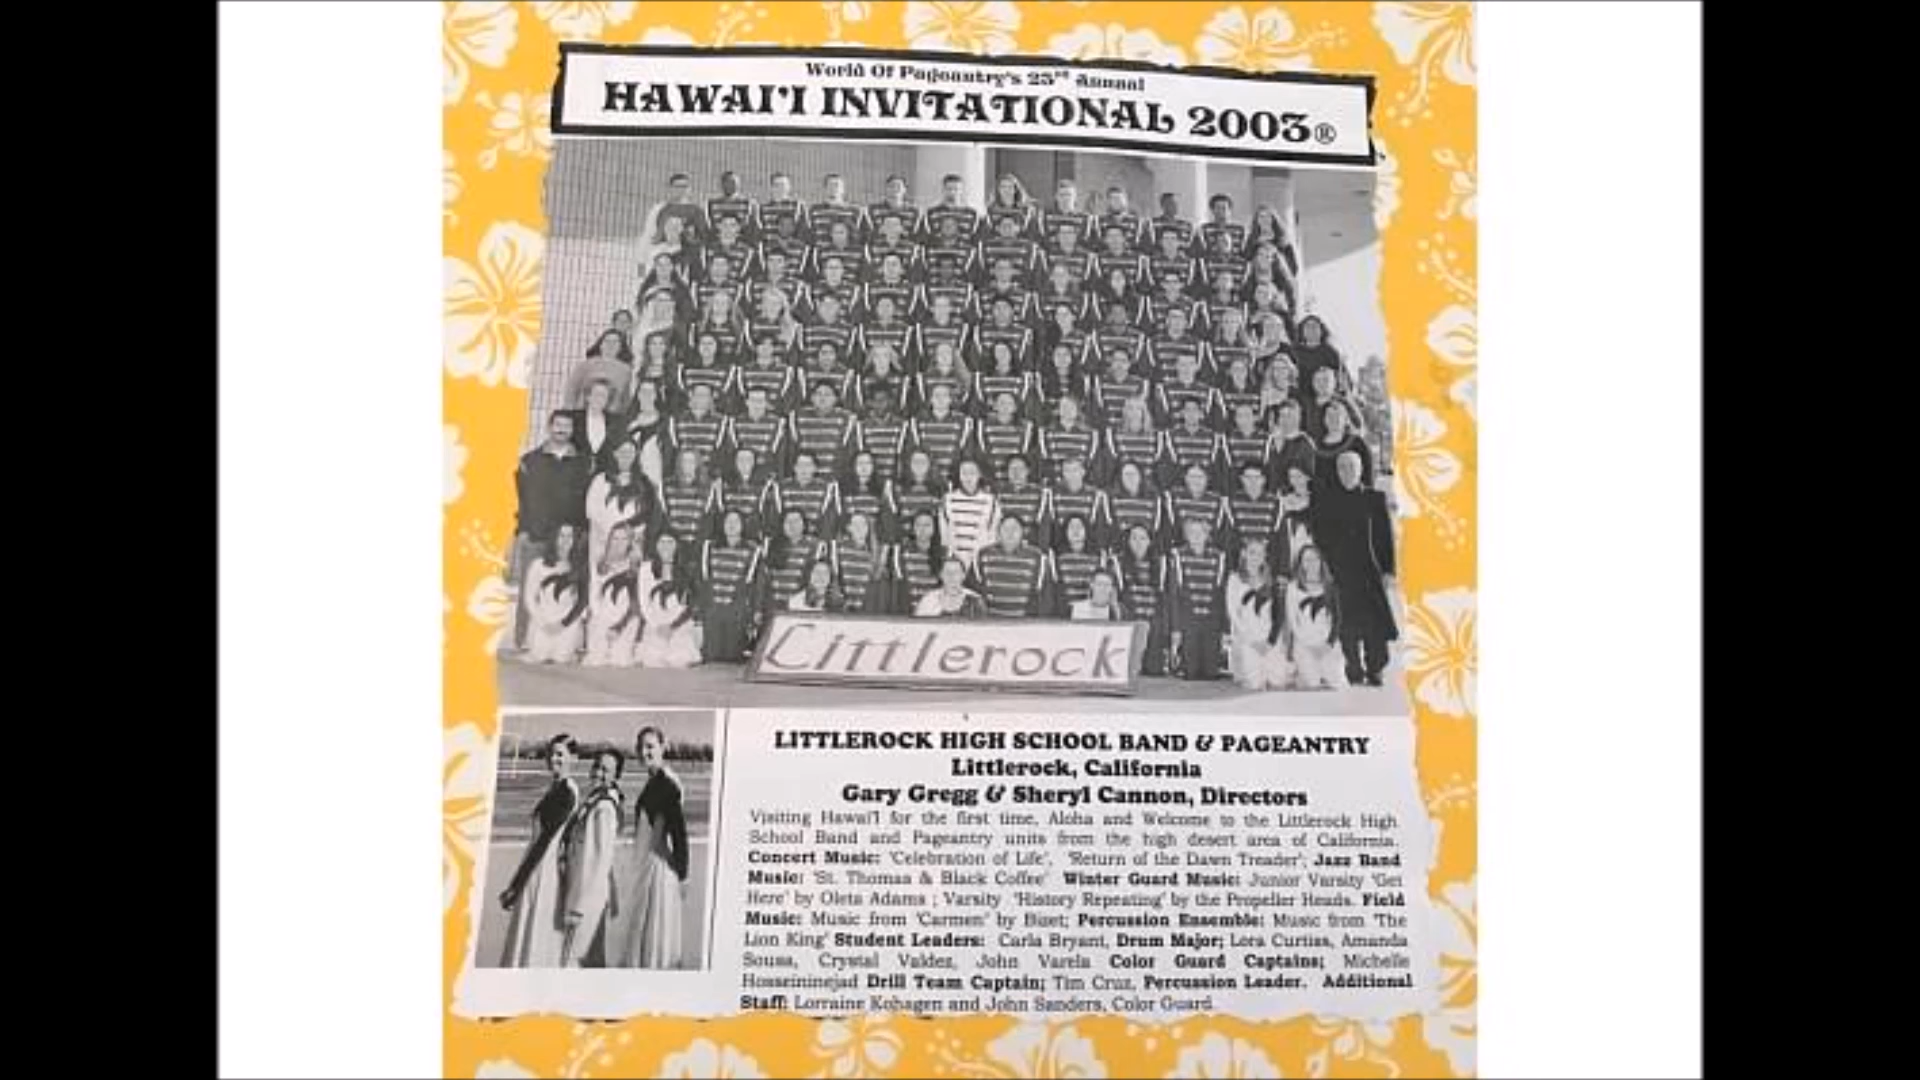 World Of Pageantry's 25ᴿᴰ Annual
HAWAI'I INVITATIONAL 2003®
Littlerock
LITTLEROCK HIGH SCHOOL BAND & PAGEANTRY
Littlerock, California
Gary Gregg & Sheryl Cannon, Directors
Visiting Hawai'I for the first time, Aloha and Welcome to the Littlerock High
School Band and Pageantry units from the high desert area of California.
Concert Music: 'Celebration of Life', 'Return of the Dawn Treader'; Jazz Band
Music: 'St. Thomas & Black Coffee' Winter Guard Music: Junior Varsity 'Get
Here' by Oleta Adams ; Varsity 'History Repeating' by the Propeller Heads. Field
Music: Music from 'Carmen' by Bizet; Percussion Ensemble: Music from 'The
Lion King' Student Leaders: Carla Bryant, Drum Major; Lora Curtiss, Amanda
Sousa, Crystal Valdez, John Varela Color Guard Captains; Michelle
Hosseininejad Drill Team Captain; Tim Cruz, Percussion Leader. Additional
Staff: Lorraine Kohagen and John Sanders, Color Guard.